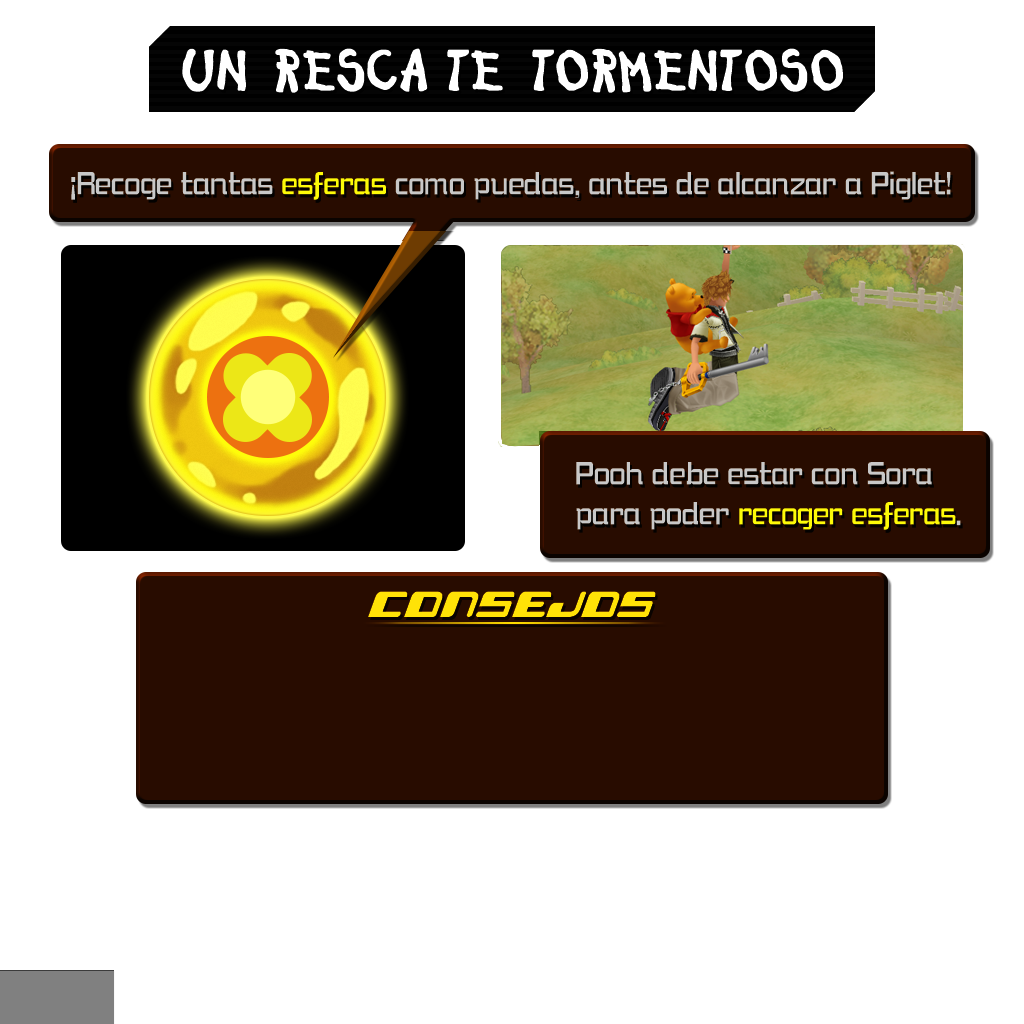 UN RESCATE TORMENTOSO
¡Recoge tantas esferas como puedas, antes de alcanzar a Piglet!
Pooh debe estar con Sora
para poder recoger esferas.
CONSEJOS